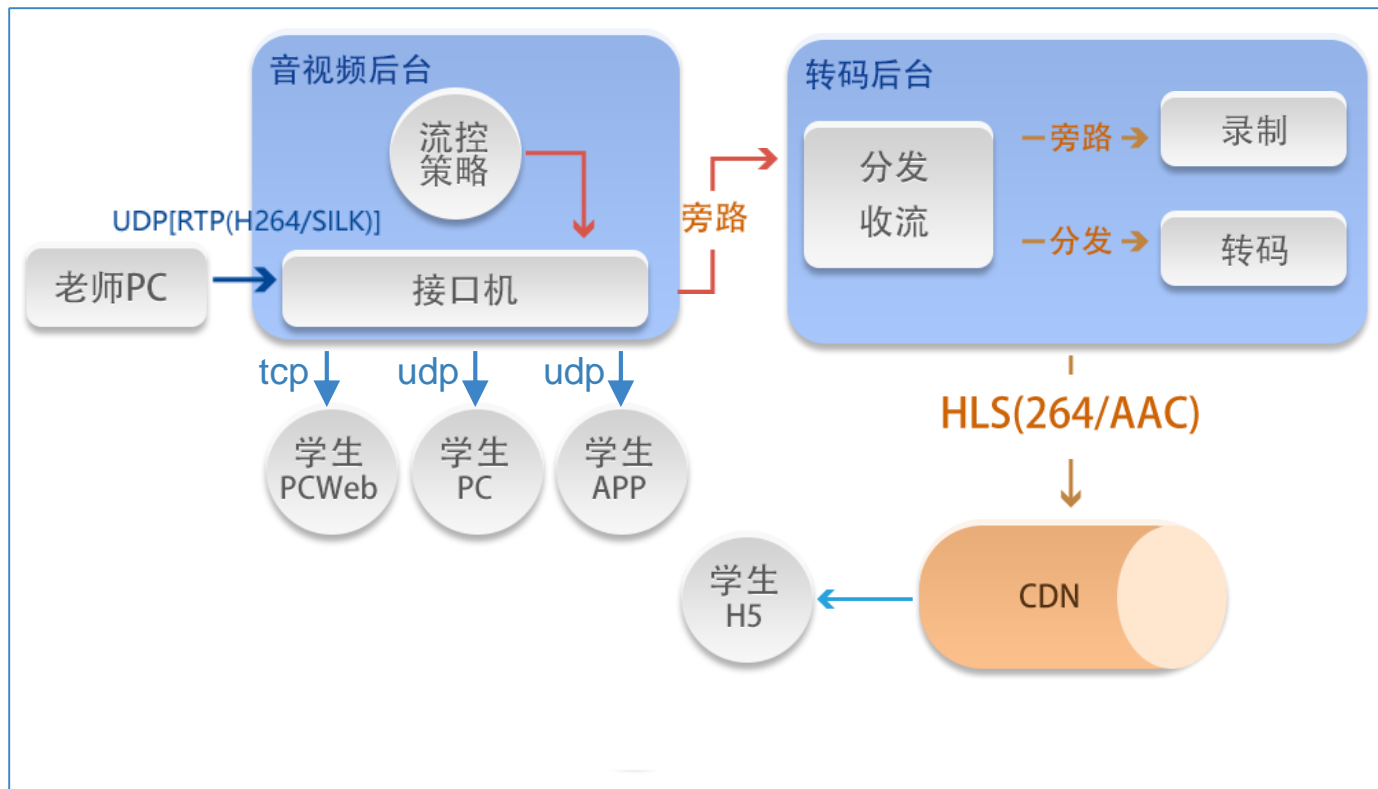 音视频后台
流控
策略
UDP[RTP(H264/SILK)]
老师PC
接口机
旁路
转码后台
分发
收流
旁路
录制
分发
转码
tcp
udp
udp
学生
PCWeb
学生
PC
学生
APP
HLS(264/AAC)
学生
H5
CDN